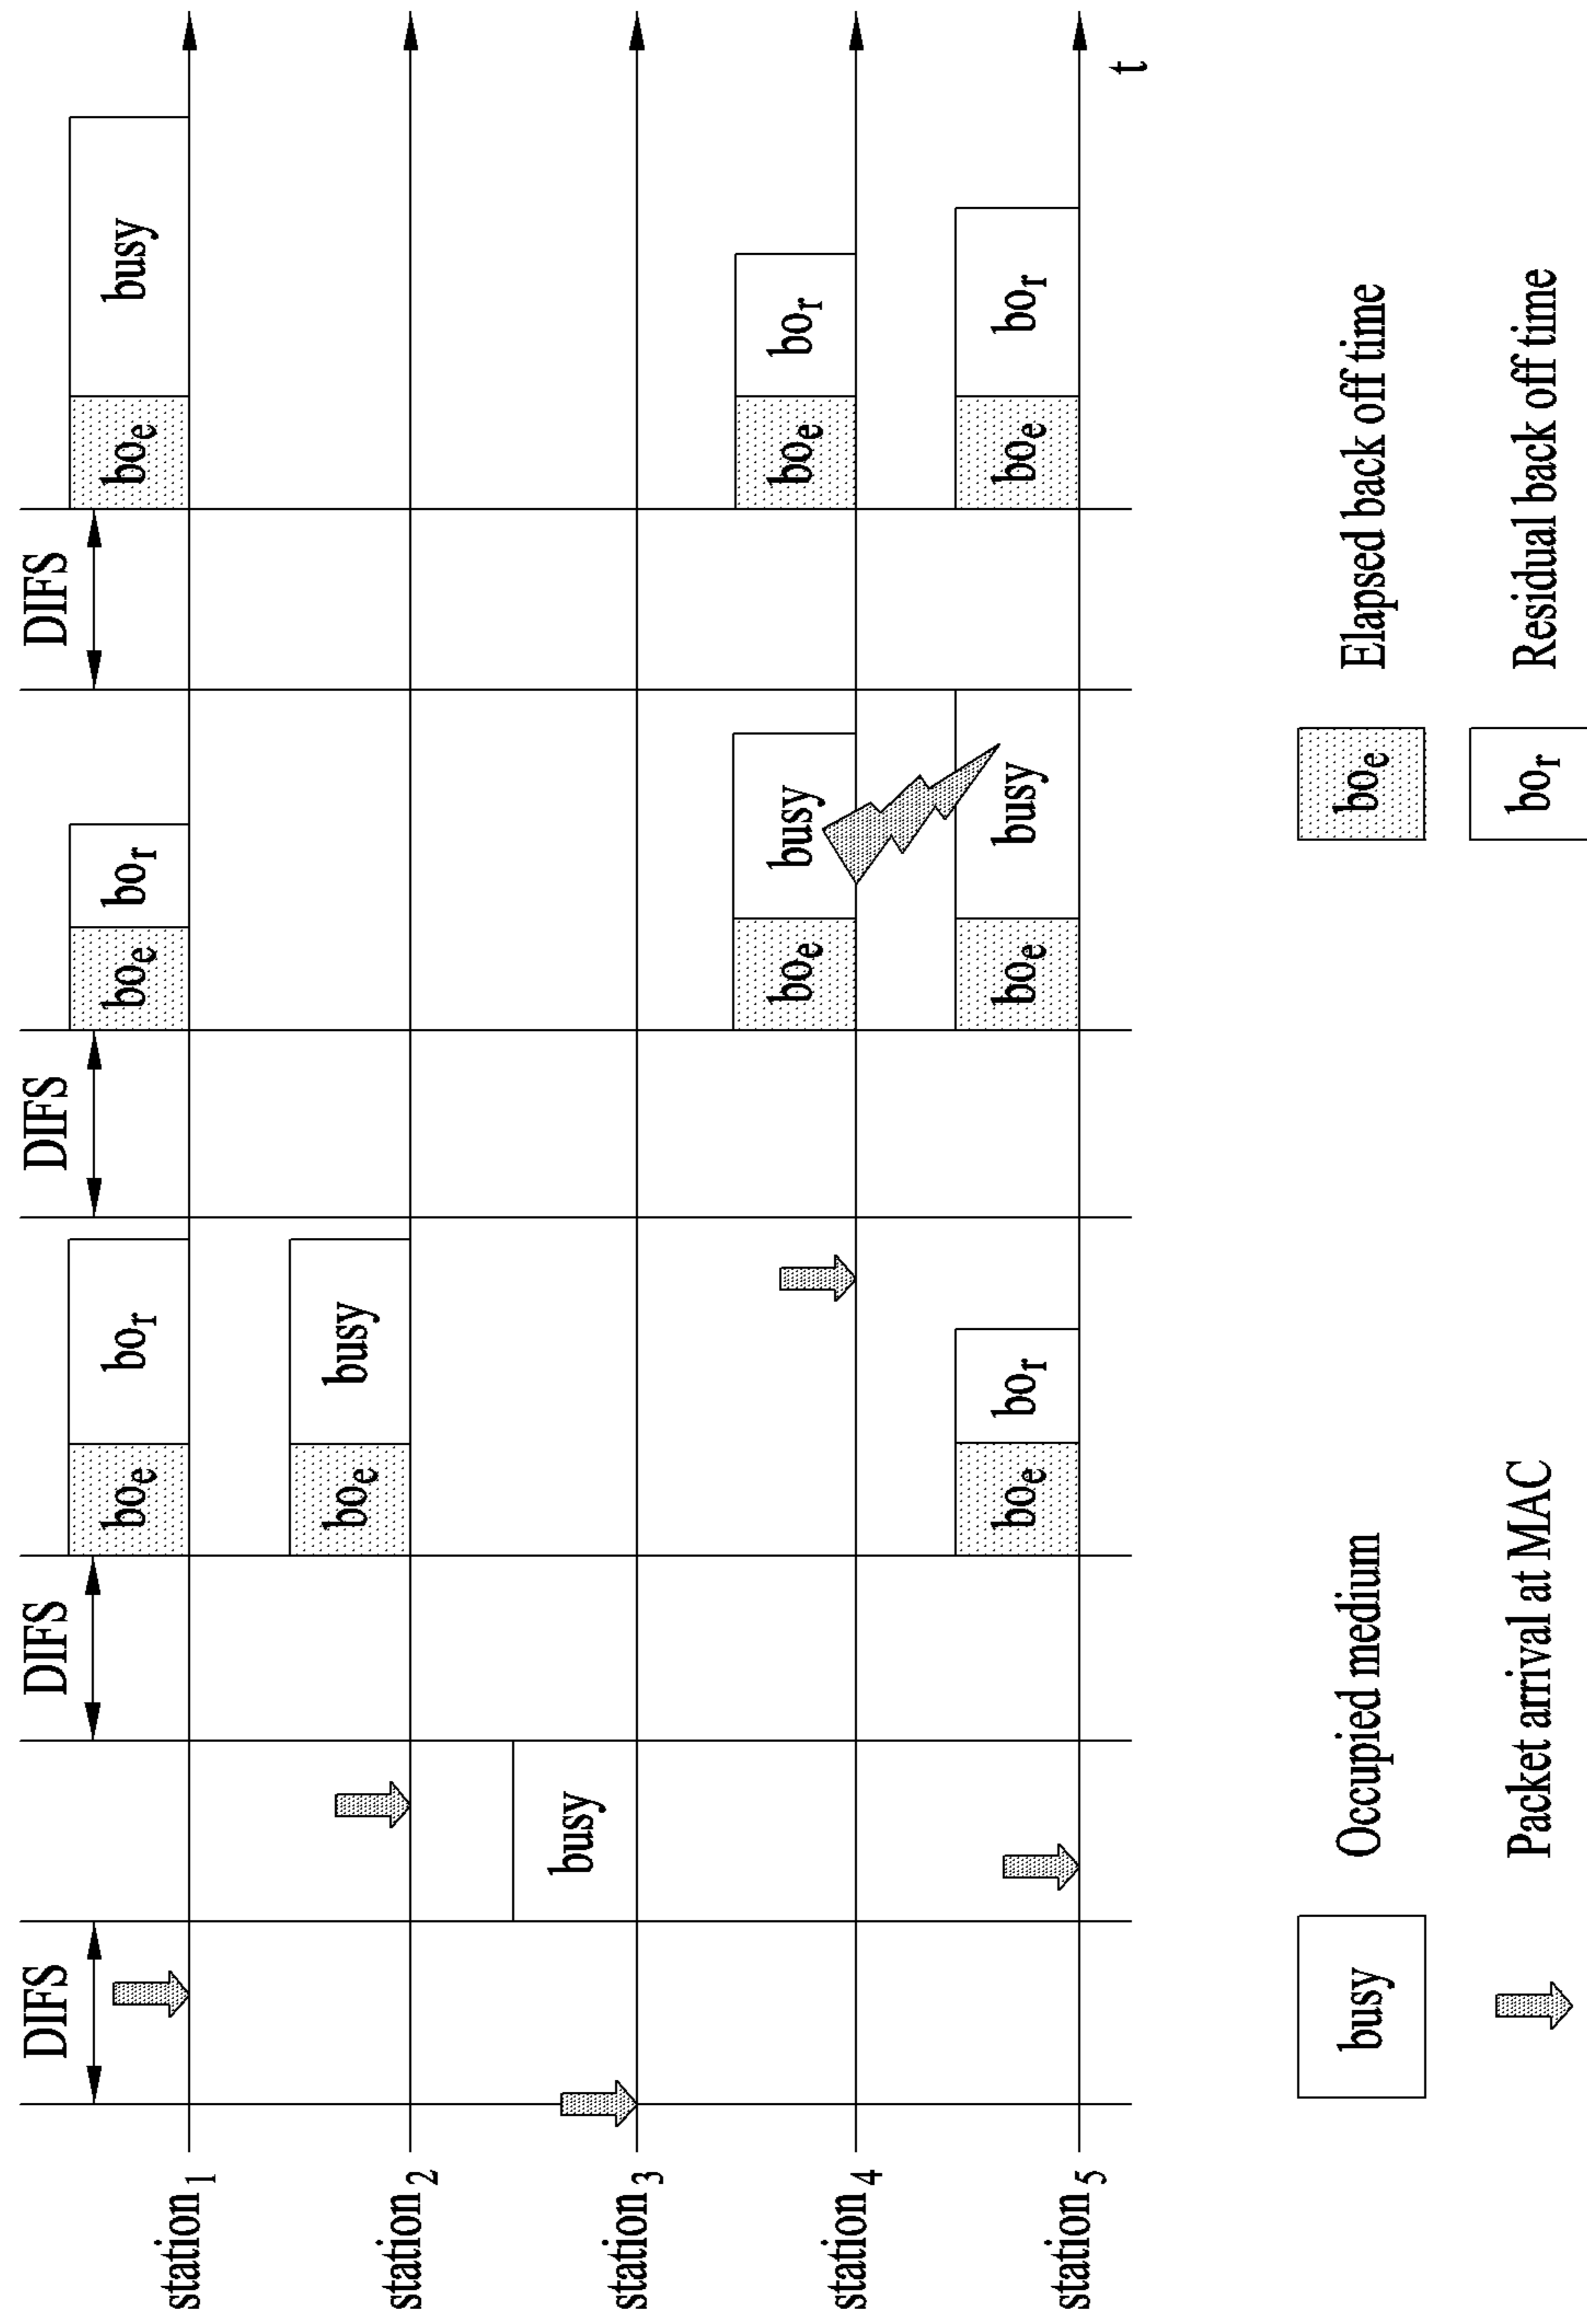 DIFS DIFS DIFS DIFS
station₁ boₑ boᵣ boₑ boᵣ boₑ busy
station₂ boₑ busy
station₃ busy
station₄ boₑ busy boₑ boᵣ
station₅ boₑ boᵣ boₑ busy boₑ boᵣ
t
busy Occupied medium boₑ Elapsed back off time
Packet arrival at MAC boᵣ Residual back off time